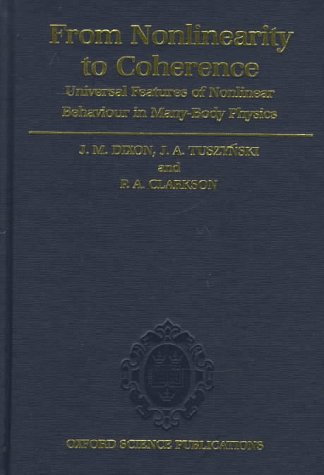 From Nonlinearity
to Coherence
Universal Features of Nonlinear
Behaviour in Many-Body Physics
J. M. DIXON, J. A. TUSZYŃSKI
and
P. A. CLARKSON
OXFORD SCIENCE PUBLICATIONS